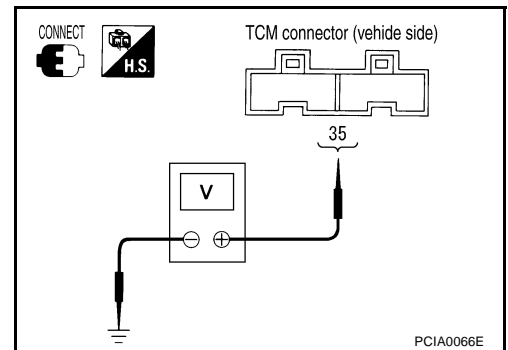 CONNECT
H.S.
TCM connector (vehide side)
35
V
− +
PCIA0066E